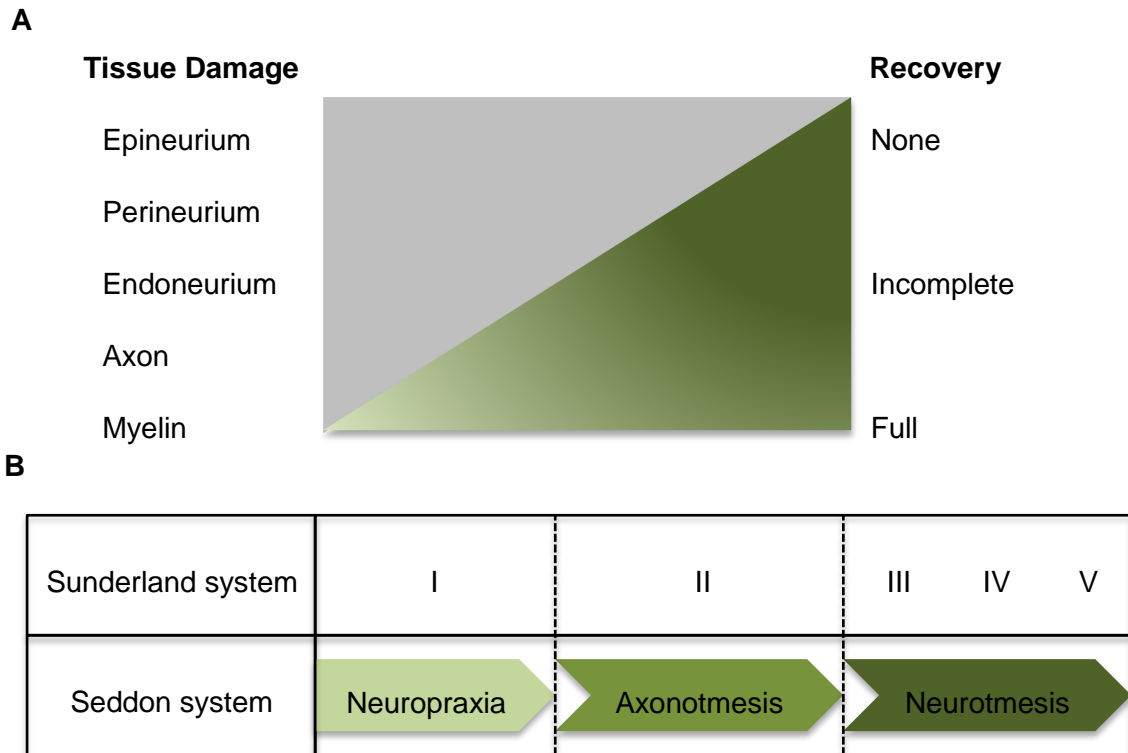 A
Tissue Damage Recovery
Epineurium None
Perineurium
Endoneurium Incomplete
Axon
Myelin Full
B
Sunderland system I II III IV V
Seddon system Neuropraxia Axonotmesis Neurotmesis